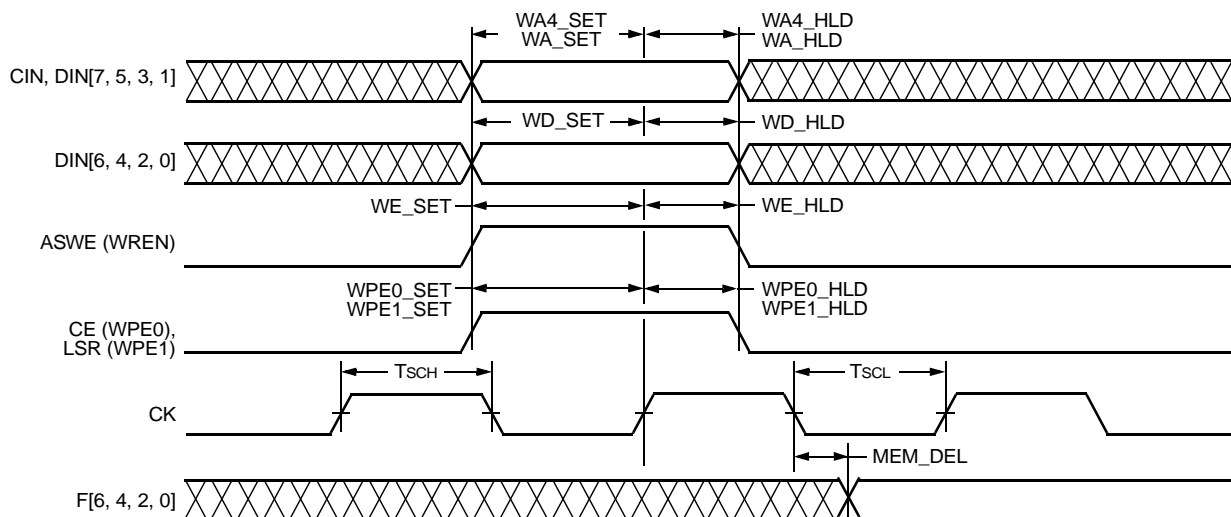 WA4_SET
WA_SET
WA4_HLD
WA_HLD
CIN, DIN[7, 5, 3, 1]
WD_SET
WD_HLD
DIN[6, 4, 2, 0]
WE_SET
WE_HLD
ASWE (WREN)
WPE0_SET
WPE1_SET
WPE0_HLD
WPE1_HLD
CE (WPE0),
LSR (WPE1)
TSCH
TSCL
CK
MEM_DEL
F[6, 4, 2, 0]